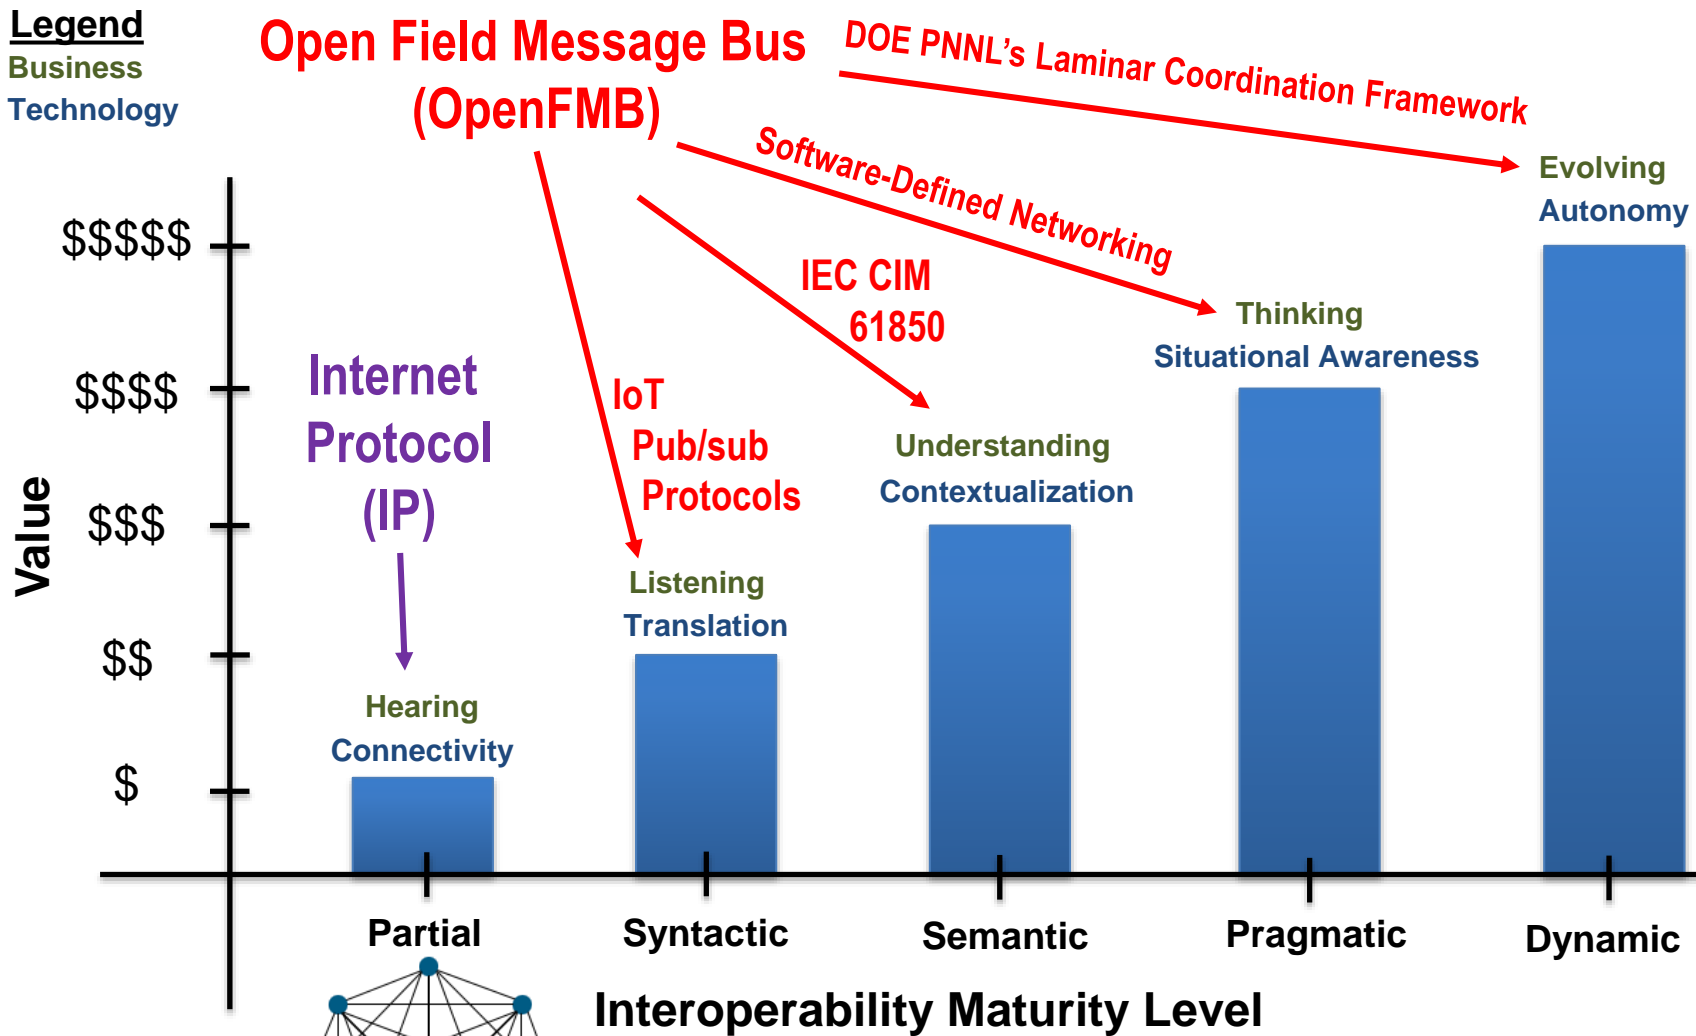 Legend
Business
Technology
Open Field Message Bus
(OpenFMB)
DOE PNNL's Laminar Coordination Framework
Software-Defined Networking
IEC CIM
61850
IoT
Pub/sub
Protocols
Internet
Protocol
(IP)
Evolving
Autonomy
Thinking
Situational Awareness
Understanding
Contextualization
Listening
Translation
Hearing
Connectivity
Value
$$$$$
$$$$
$$$
$$
$
Partial
Syntactic
Semantic
Pragmatic
Dynamic
Interoperability Maturity Level